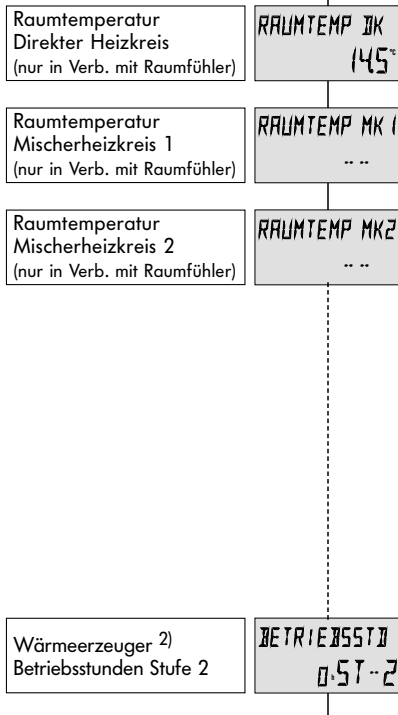 Raumtemperatur
Direkter Heizkreis
(nur in Verb. mit Raumfühler)
RAUMTEMP DK
14,5°
Raumtemperatur
Mischerheizkreis 1
(nur in Verb. mit Raumfühler)
RAUMTEMP MK 1
-- --
Raumtemperatur
Mischerheizkreis 2
(nur in Verb. mit Raumfühler)
RAUMTEMP MK2
-- --
Wärmeerzeuger 2)
Betriebsstunden Stufe 2
BETRIEBSSTD
0.ST-2